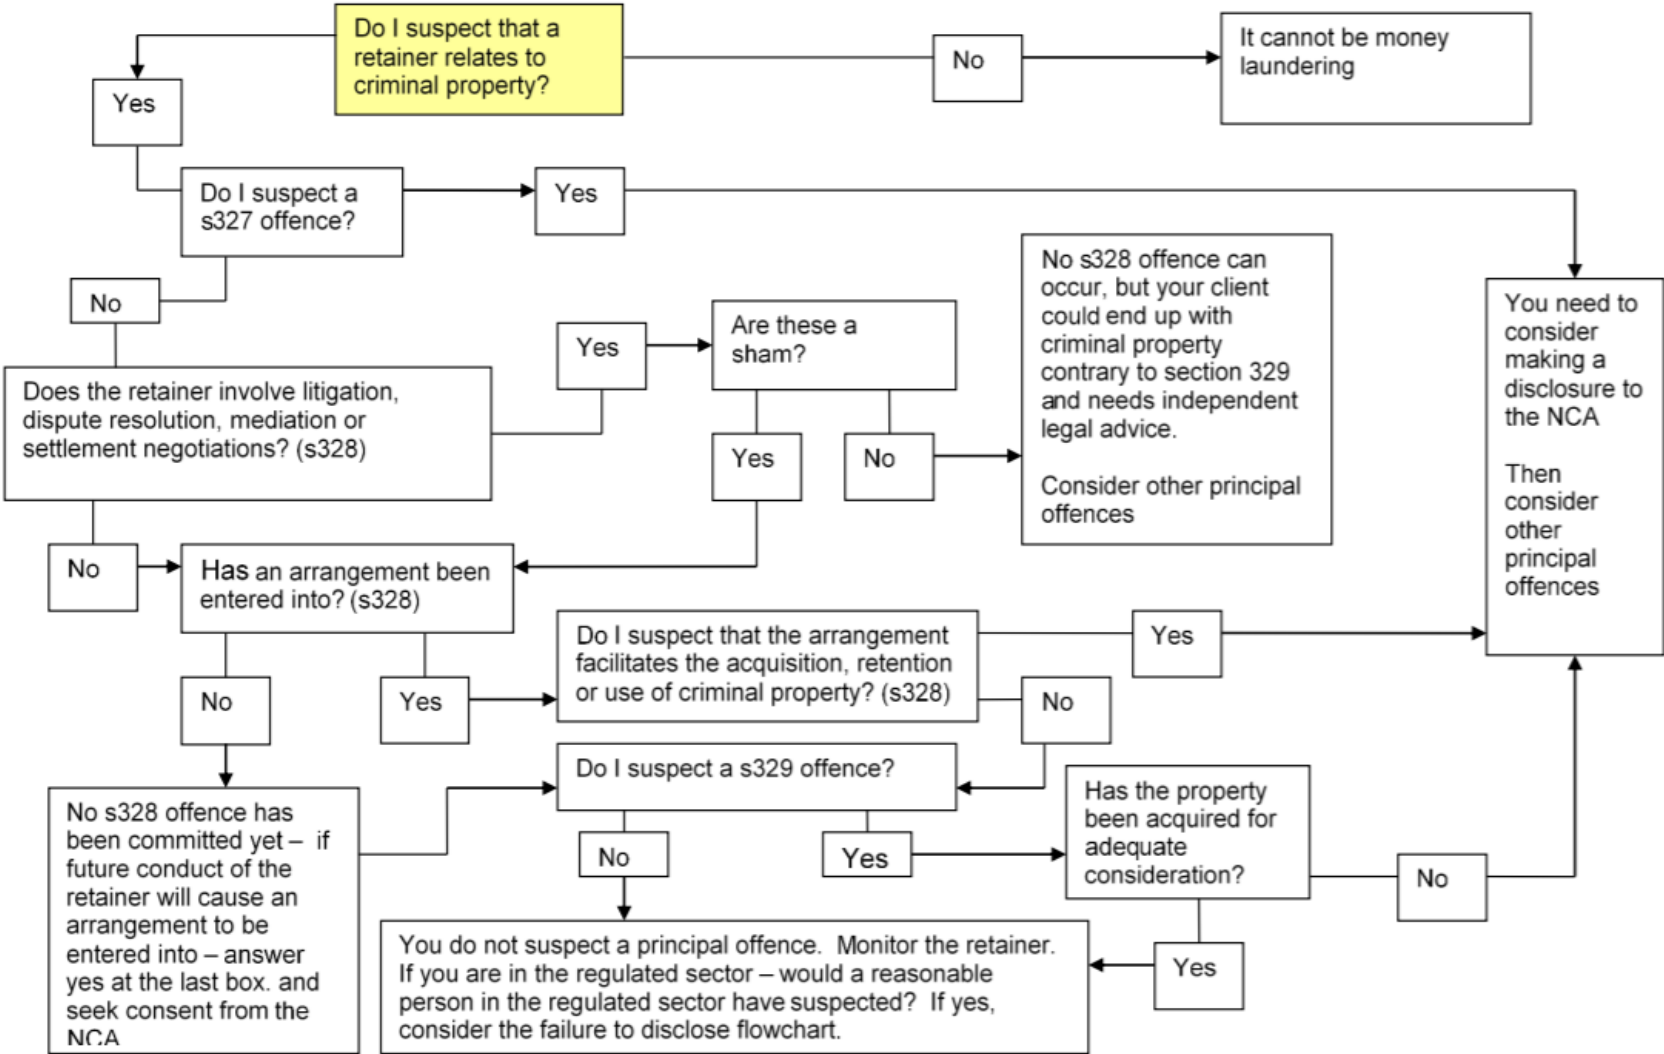 Do I suspect that a
retainer relates to
criminal property?
No
It cannot be money
laundering
Yes
Do I suspect a
s327 offence?
Yes
No
No s328 offence can
occur, but your client
could end up with
criminal property
contrary to section 329
and needs independent
legal advice.
Consider other principal
offences
You need to
consider
making a
disclosure to
the NCA
Then
consider
other
principal
offences
Yes
Are these a
sham?
Does the retainer involve litigation,
dispute resolution, mediation or
settlement negotiations? (s328)
Yes
No
No
Has an arrangement been
entered into? (s328)
Do I suspect that the arrangement
facilitates the acquisition, retention
or use of criminal property? (s328)
Yes
No
Yes
No
Do I suspect a s329 offence?
Has the property
been acquired for
adequate
consideration?
No s328 offence has
been committed yet – if
future conduct of the
retainer will cause an
arrangement to be
entered into – answer
yes at the last box. and
seek consent from the
NCA
No
Yes
No
You do not suspect a principal offence. Monitor the retainer.
If you are in the regulated sector – would a reasonable
person in the regulated sector have suspected? If yes,
consider the failure to disclose flowchart.
Yes